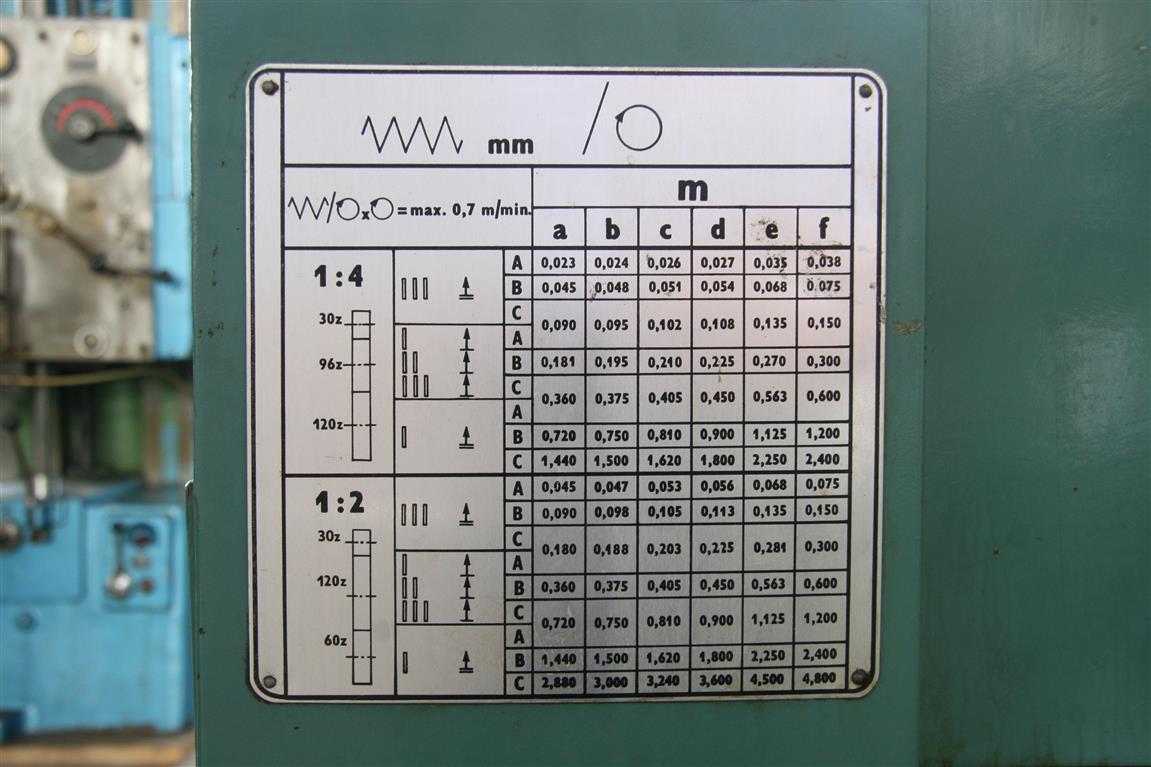 mm
= max. 0,7 m/min.
x
m
a b c d e f
1:4
30z
96z
120z
A 0,023 0,024 0,026 0,027 0,035 0,038
B 0,045 0,048 0,051 0,054 0,068 0,075
C
A 0,090 0,095 0,102 0,108 0,135 0,150
B 0,181 0,195 0,210 0,225 0,270 0,300
C
A 0,360 0,375 0,405 0,450 0,563 0,600
B 0,720 0,750 0,810 0,900 1,125 1,200
C 1,440 1,500 1,620 1,800 2,250 2,400
1:2
30z
120z
60z
A 0,045 0,047 0,053 0,056 0,068 0,075
B 0,090 0,098 0,105 0,113 0,135 0,150
C
A 0,180 0,188 0,203 0,225 0,281 0,300
B 0,360 0,375 0,405 0,450 0,563 0,600
C
A 0,720 0,750 0,810 0,900 1,125 1,200
B 1,440 1,500 1,620 1,800 2,250 2,400
C 2,880 3,000 3,240 3,600 4,500 4,800